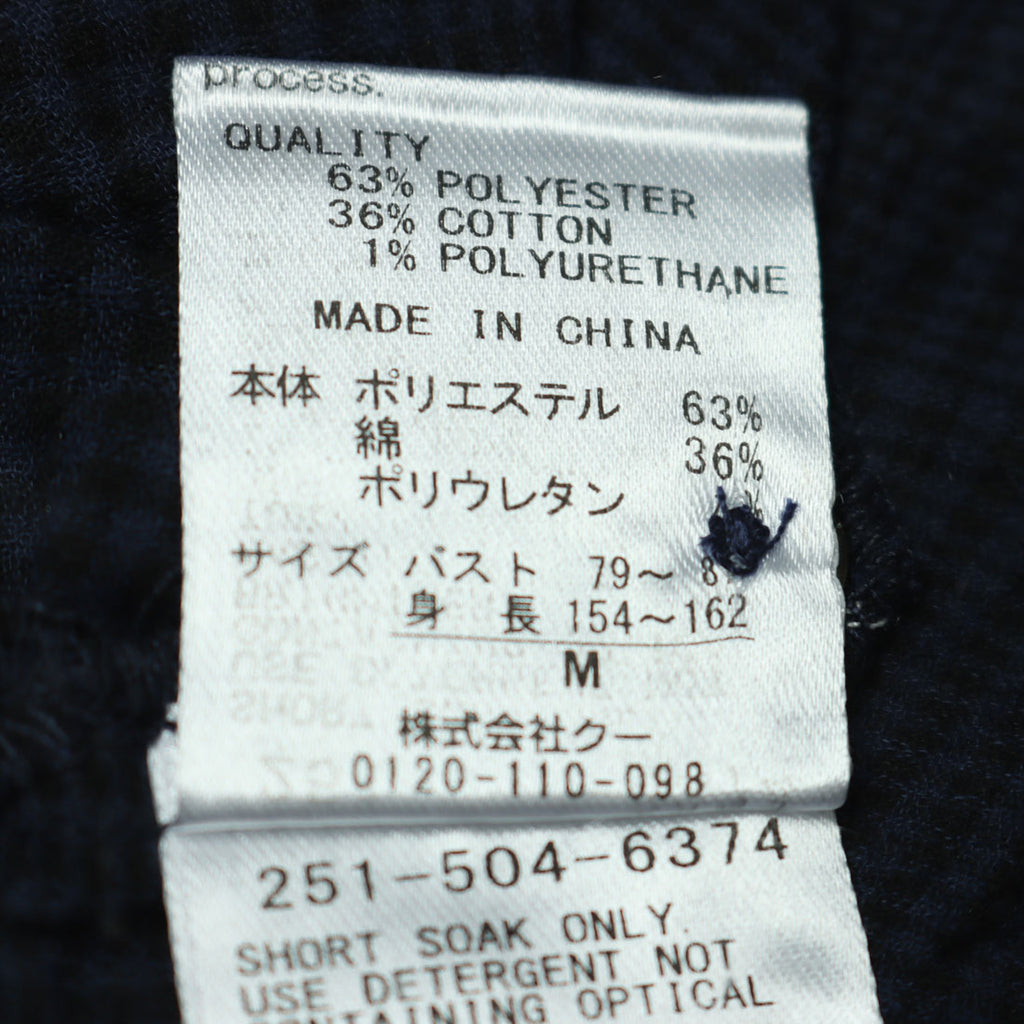 process.
QUALITY
63% POLYESTER
36% COTTON
1% POLYURETHANE
MADE IN CHINA
本体 ポリエステル 63%
綿 36%
ポリウレタン %
サイズ バスト 79～8
身 長 154～162
M
株式会社クー
0120-110-098
251-504-6374
SHORT SOAK ONLY.
USE DETERGENT NOT
CONTAINING OPTICAL